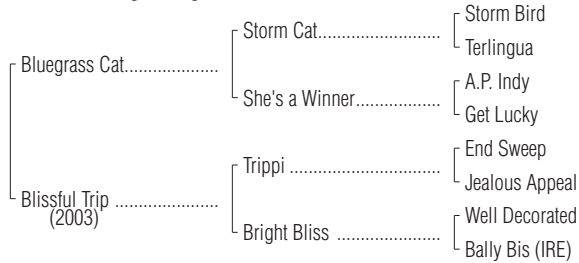 Storm Bird
Storm Cat....................
Terlingua
Bluegrass Cat....................
A.P. Indy
She's a Winner..................
Get Lucky
End Sweep
Trippi ...........................
Jealous Appeal
Blissful Trip ......................
(2003)
Well Decorated
Bright Bliss ......................
Bally Bis (IRE)